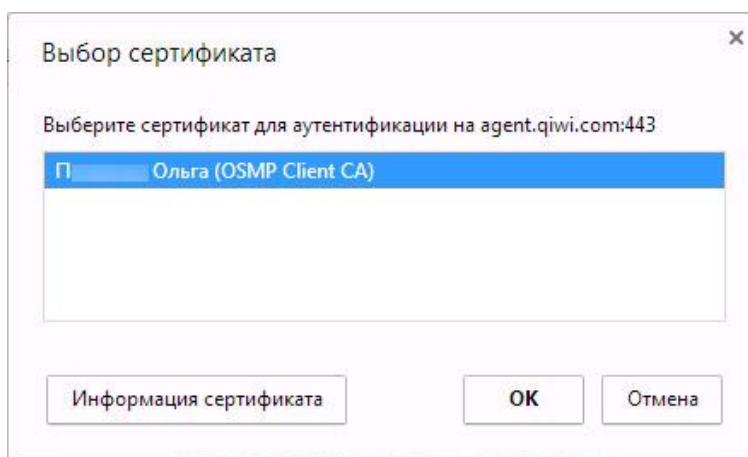 Выбор сертификата
Выберите сертификат для аутентификации на agent.qiwi.com:443
Ольга (OSMP Client CA)
Информация сертификата
OK
Отмена